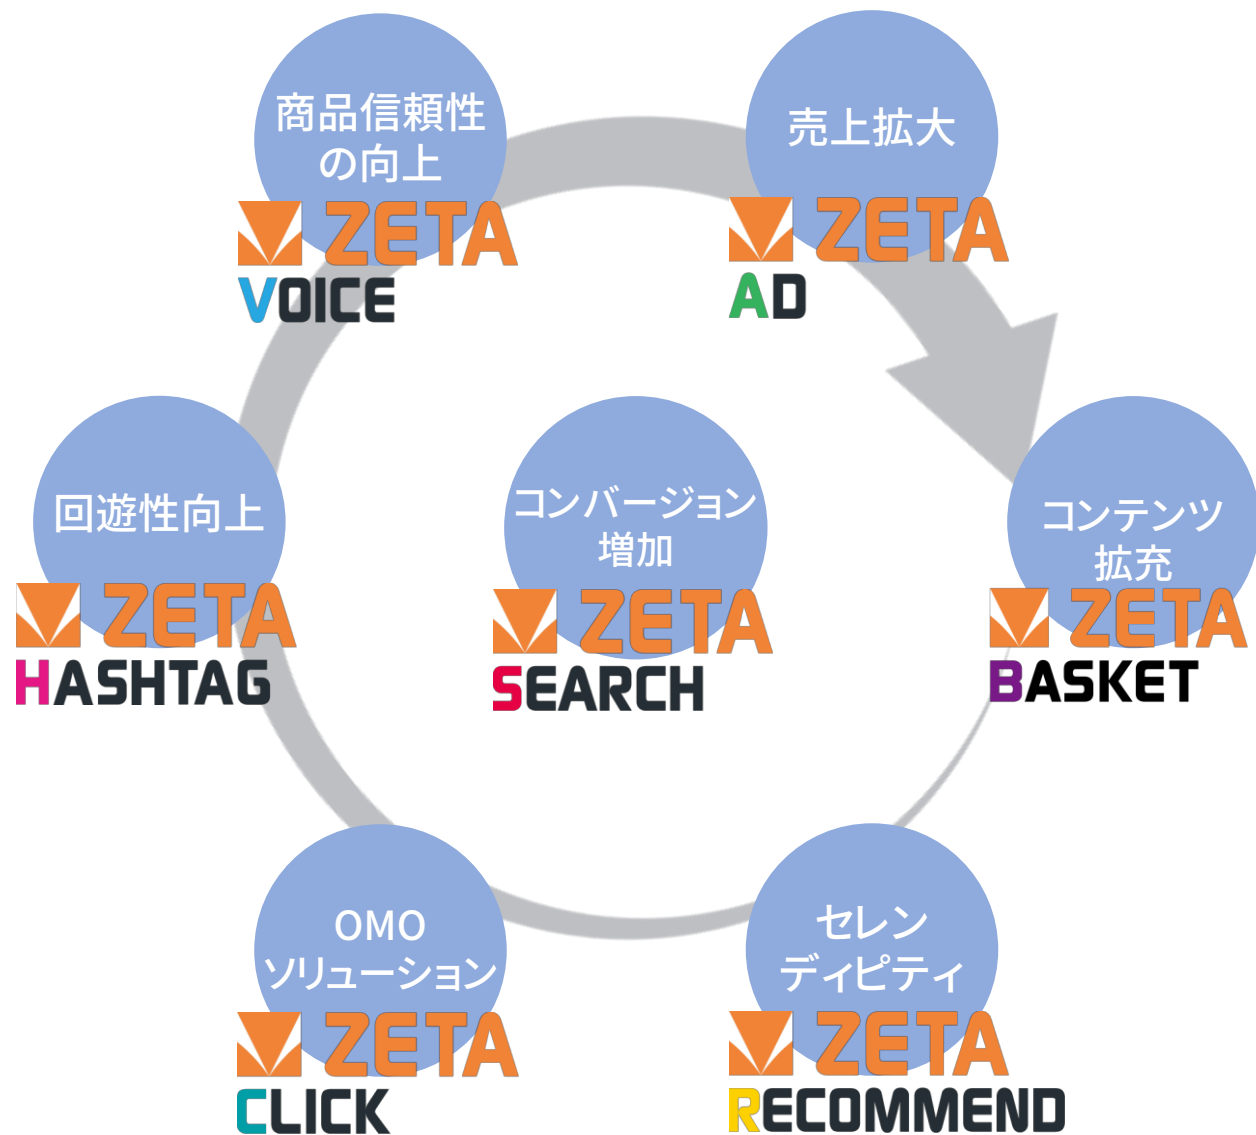 商品信頼性
の向上
ZETA
VOICE
売上拡大
ZETA
AD
回遊性向上
ZETA
HASHTAG
コンバージョン
増加
ZETA
SEARCH
コンテンツ
拡充
ZETA
BASKET
OMO
ソリューション
ZETA
CLICK
セレン
ディピティ
ZETA
RECOMMEND